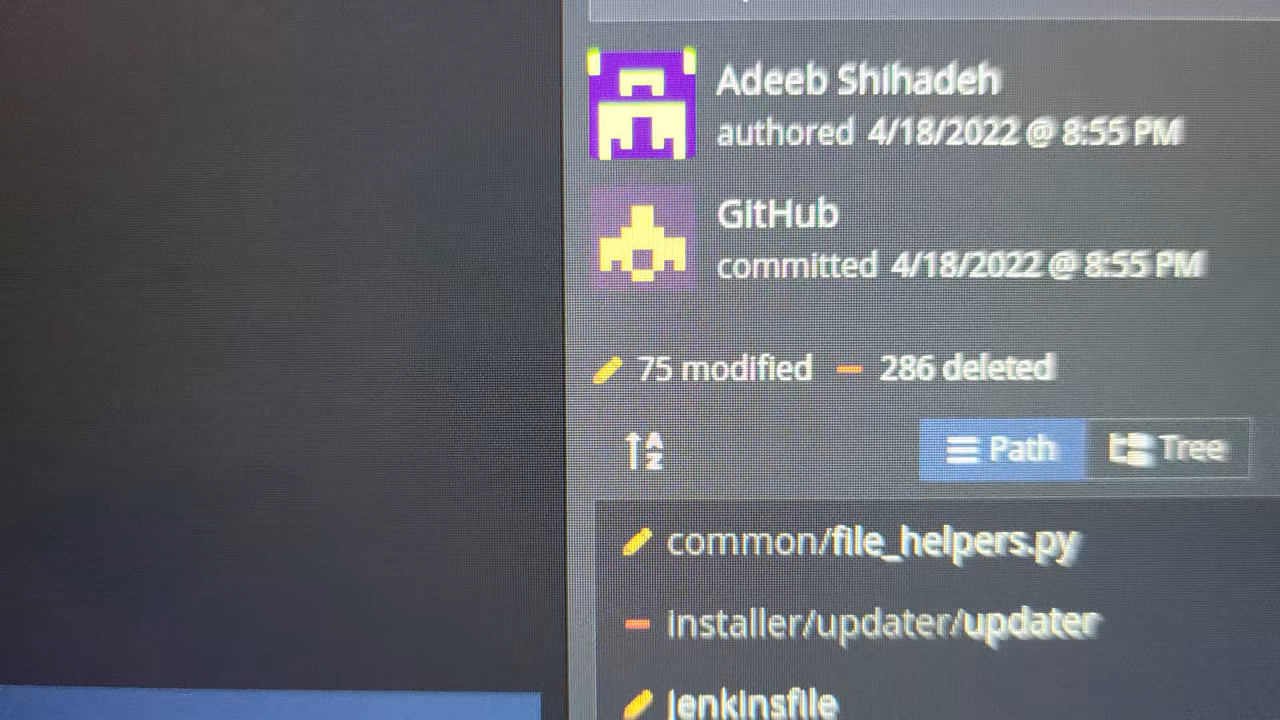 Adeeb Shihadeh
authored 4/18/2022 @ 8:55 PM
GitHub
committed 4/18/2022 @ 8:55 PM
75 modified 286 deleted
A
Z
Path Tree
common/file_helpers.py
installer/updater/updater
Jenkinsfile